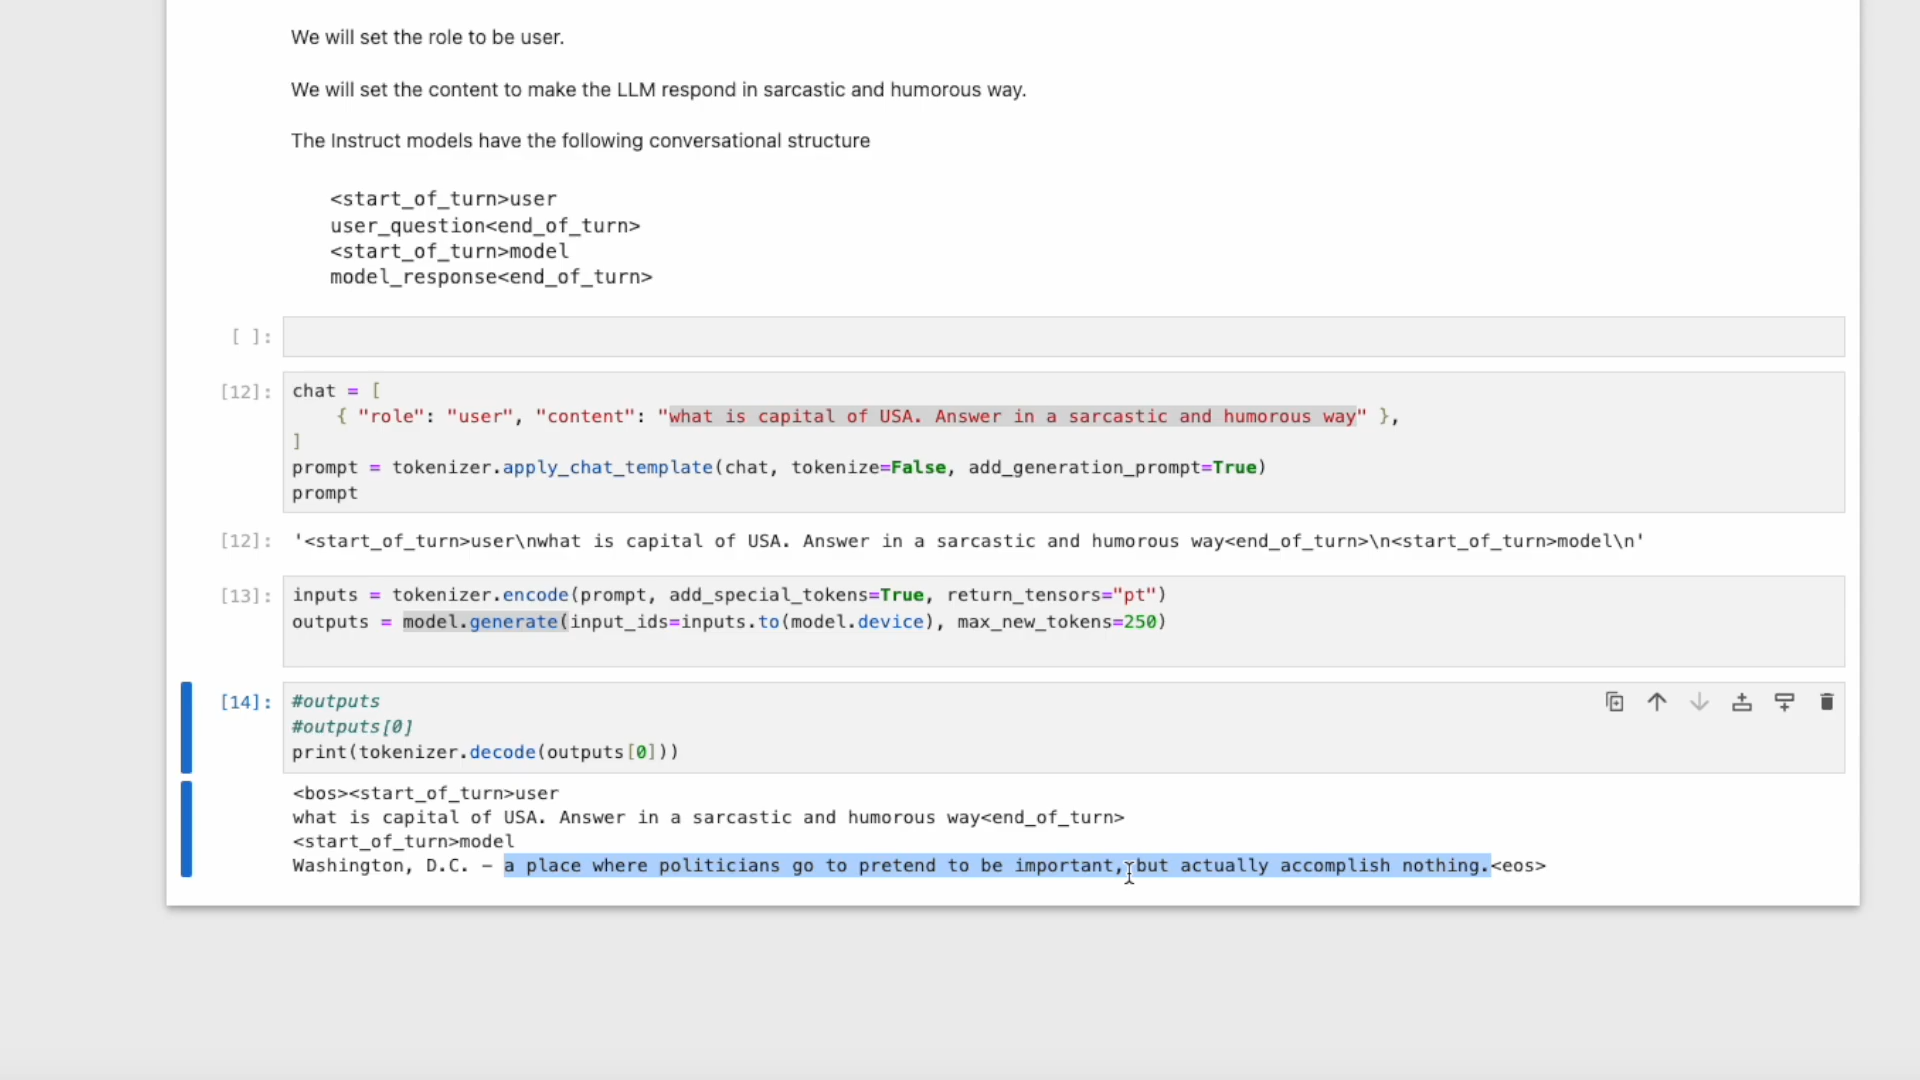 We will set the role to be user.
We will set the content to make the LLM respond in sarcastic and humorous way.
The Instruct models have the following conversational structure
<start_of_turn>user
user_question<end_of_turn>
<start_of_turn>model
model_response<end_of_turn>
[ ]:
[12]: chat = [
{ "role": "user", "content": "what is capital of USA. Answer in a sarcastic and humorous way" },
]
prompt = tokenizer.apply_chat_template(chat, tokenize=False, add_generation_prompt=True)
prompt
[12]: '<start_of_turn>user\nwhat is capital of USA. Answer in a sarcastic and humorous way<end_of_turn>\n<start_of_turn>model\n'
[13]: inputs = tokenizer.encode(prompt, add_special_tokens=True, return_tensors="pt")
outputs = model.generate(input_ids=inputs.to(model.device), max_new_tokens=250)
[14]: #outputs
#outputs[0]
print(tokenizer.decode(outputs[0]))
<bos><start_of_turn>user
what is capital of USA. Answer in a sarcastic and humorous way<end_of_turn>
<start_of_turn>model
Washington, D.C. – a place where politicians go to pretend to be important, but actually accomplish nothing.<eos>